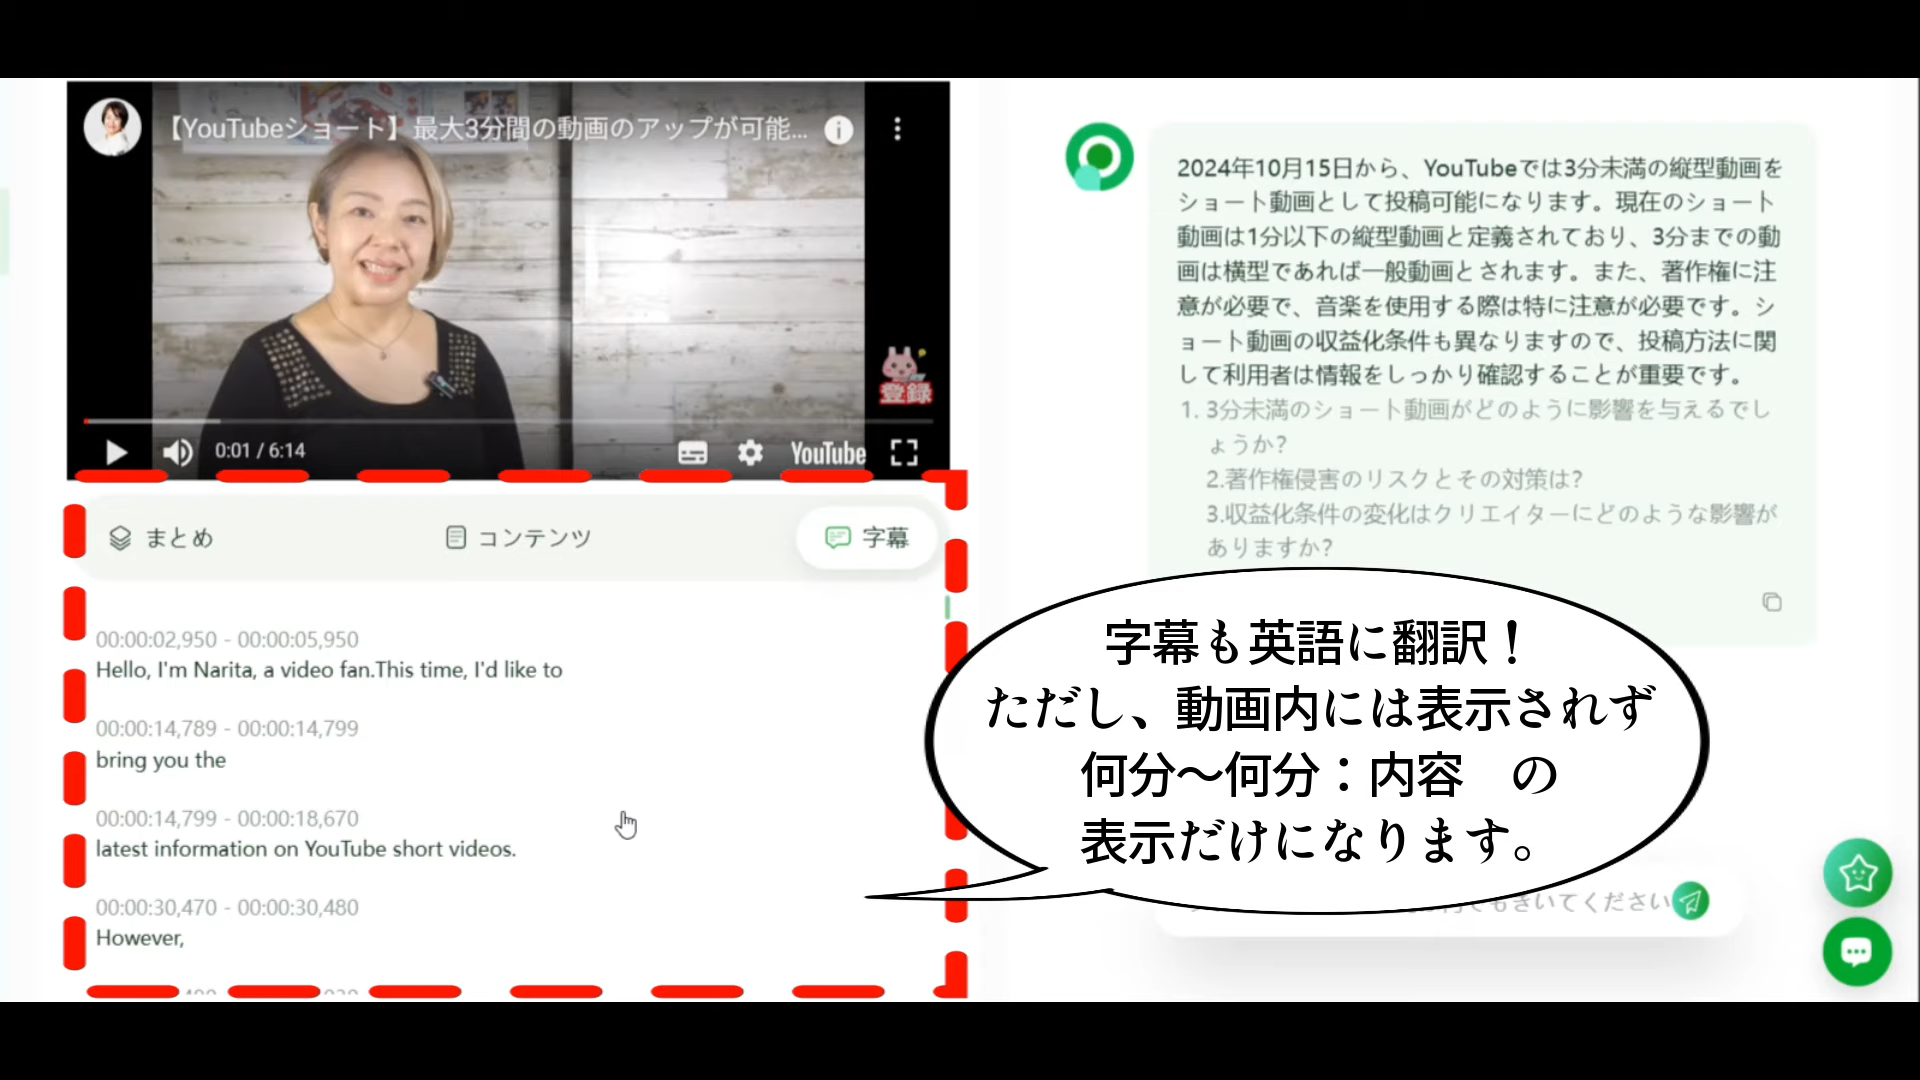 【YouTubeショート】最大3分間の動画のアップが可能...
登録
0:01 / 6:14
YouTube
まとめ
コンテンツ
字幕
00:00:02,950 - 00:00:05,950
Hello, I'm Narita, a video fan.This time, I'd like to
00:00:14,789 - 00:00:14,799
bring you the
00:00:14,799 - 00:00:18,670
latest information on YouTube short videos.
00:00:30,470 - 00:00:30,480
However,
2024年10月15日から、YouTubeでは3分未満の縦型動画を
ショート動画として投稿可能になります。現在のショート
動画は1分以下の縦型動画と定義されており、3分までの動
画は横型であれば一般動画とされます。また、著作権に注
意が必要で、音楽を使用する際は特に注意が必要です。シ
ョート動画の収益化条件も異なりますので、投稿方法に関
して利用者は情報をしっかり確認することが重要です。
1. 3分未満のショート動画がどのように影響を与えるでし
ょうか?
2.著作権侵害のリスクとその対策は?
3.収益化条件の変化はクリエイターにどのような影響が
ありますか?
字幕も英語に翻訳！
ただし、動画内には表示されず
何分～何分：内容　の
表示だけになります。
きいてください